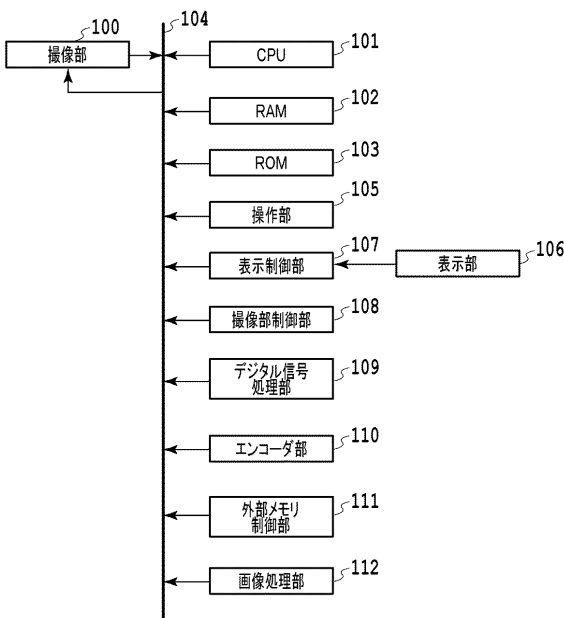 104
100
撮像部
CPU
101
RAM
102
ROM
103
操作部
105
表示制御部
107
表示部
106
撮像部制御部
108
デジタル信号
処理部
109
エンコーダ部
110
外部メモリ
制御部
111
画像処理部
112